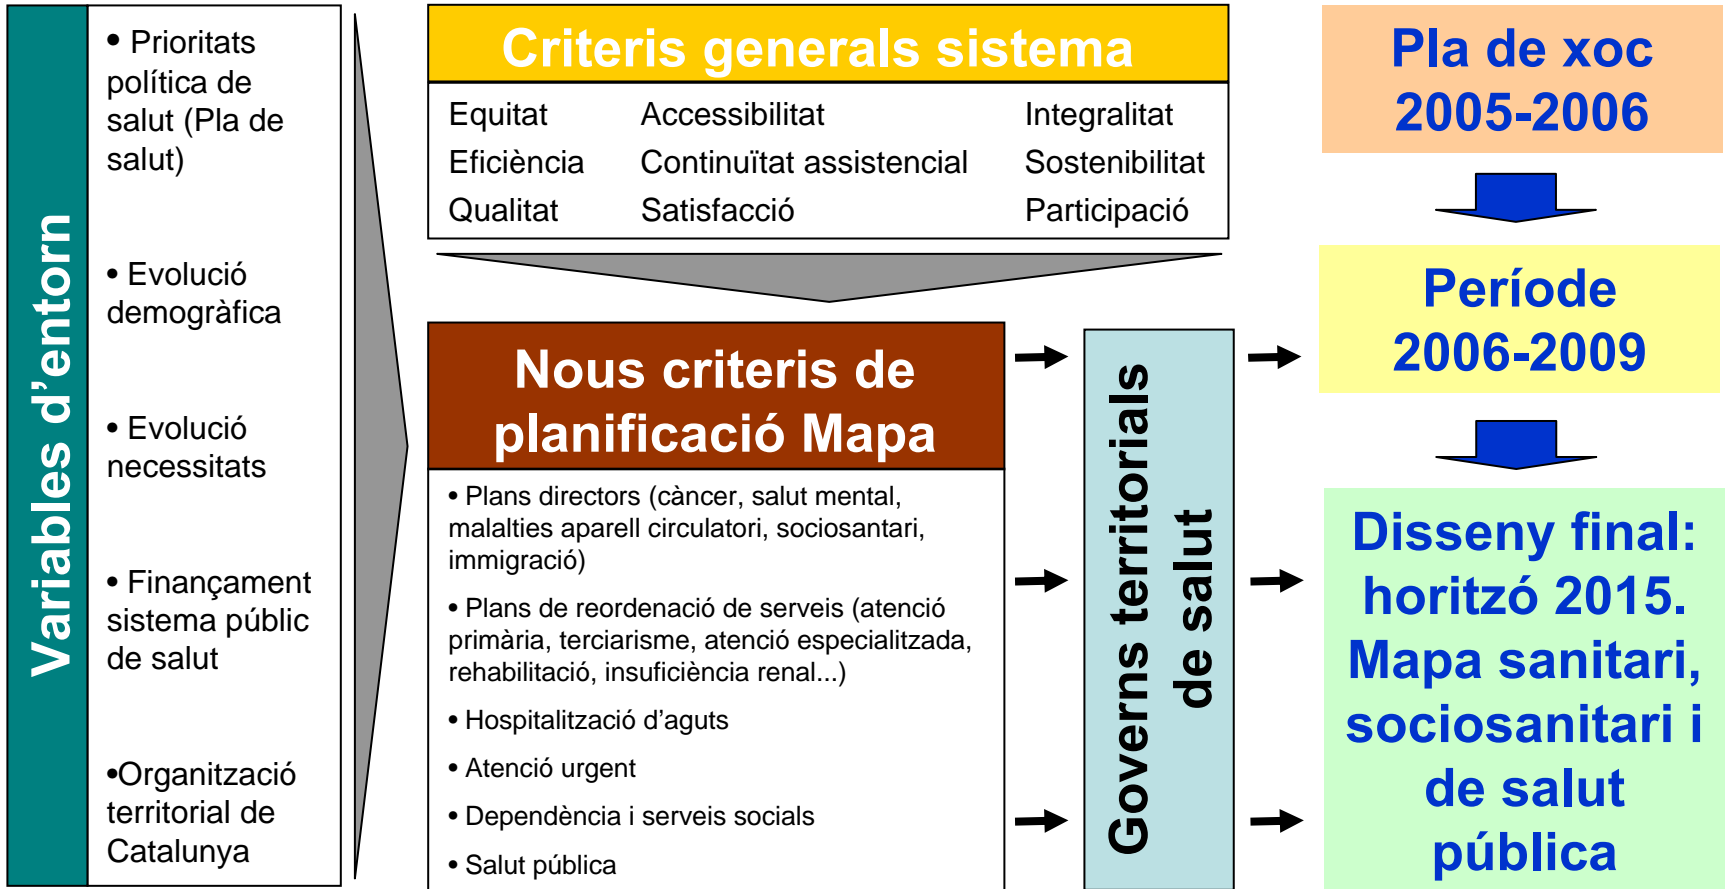 Variables d’entorn
• Prioritats
política de
salut (Pla de
salut)
• Evolució
demogràfica
• Evolució
necessitats
• Finançament
sistema públic
de salut
•Organització
territorial de
Catalunya
Criteris generals sistema
Equitat Accessibilitat Integralitat
Eficiència Continuïtat assistencial Sostenibilitat
Qualitat Satisfacció Participació
Nous criteris de
planificació Mapa
• Plans directors (càncer, salut mental,
malalties aparell circulatori, sociosantari,
immigració)
• Plans de reordenació de serveis (atenció
primària, terciarisme, atenció especialitzada,
rehabilitació, insuficiència renal...)
• Hospitalització d’aguts
• Atenció urgent
• Dependència i serveis socials
• Salut pública
Governs territorials
de salut
Pla de xoc
2005-2006
Període
2006-2009
Disseny final:
horitzó 2015.
Mapa sanitari,
sociosanitari i
de salut
pública